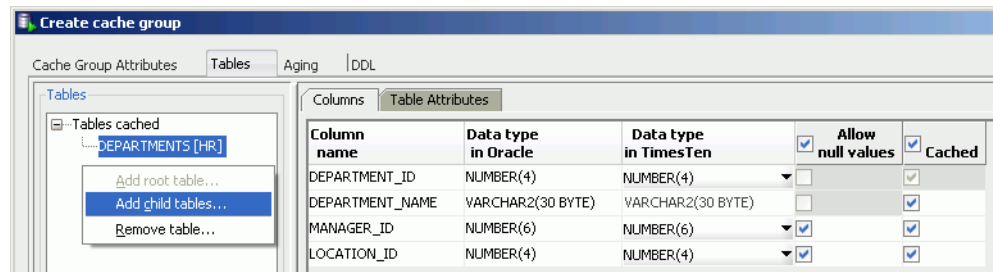 Create cache group
Cache Group Attributes Tables Aging DDL
Tables
Tables cached
DEPARTMENTS [HR]
Add root table...
Add child tables...
Remove table...
Columns Table Attributes
Column name Data type in Oracle Data type in TimesTen Allow null values Cached
DEPARTMENT_ID NUMBER(4) NUMBER(4)
DEPARTMENT_NAME VARCHAR2(30 BYTE) VARCHAR2(30 BYTE)
MANAGER_ID NUMBER(6) NUMBER(6)
LOCATION_ID NUMBER(4) NUMBER(4)